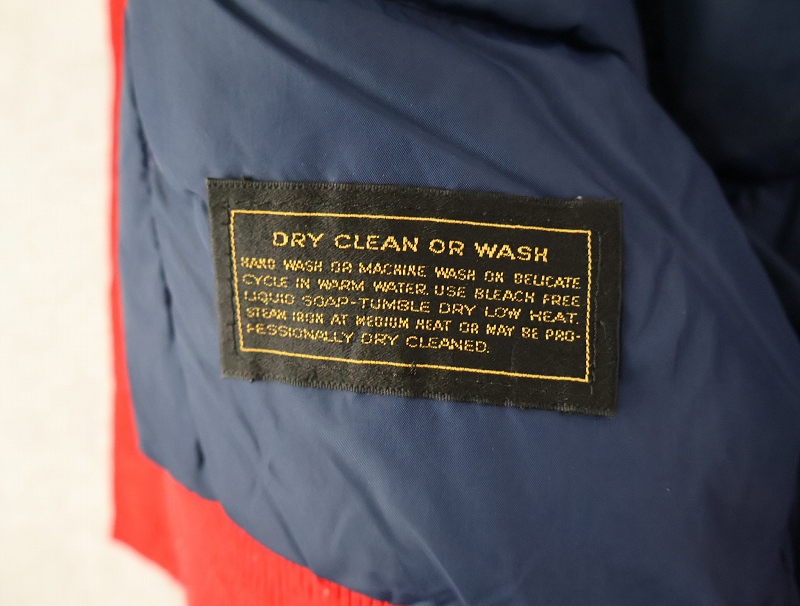 DRY CLEAN OR WASH
HAND WASH OR MACHINE WASH ON DELICATE
CYCLE IN WARM WATER. USE BLEACH FREE
LIQUID SOAP-TUMBLE DRY LOW HEAT.
STEAM IRON AT MEDIUM HEAT OR MAY BE PRO-
FESSIONALLY DRY CLEANED.